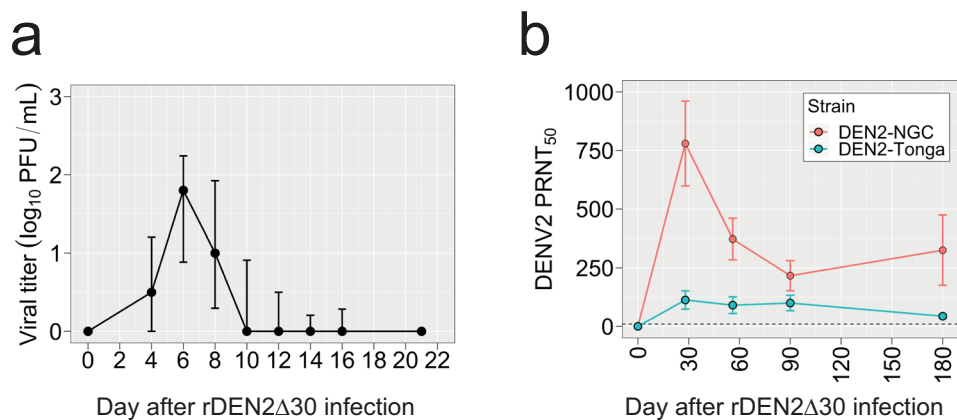 a
Viral titer (log₁₀ PFU/mL)
3
2
1
0
0 2 4 6 8 10 12 14 16 18 20 22
Day after rDEN2Δ30 infection
b
DENV2 PRNT₅₀
1000
750
500
250
0
Strain
DEN2-NGC
DEN2-Tonga
0 30 60 90 120 150 180
Day after rDEN2Δ30 infection